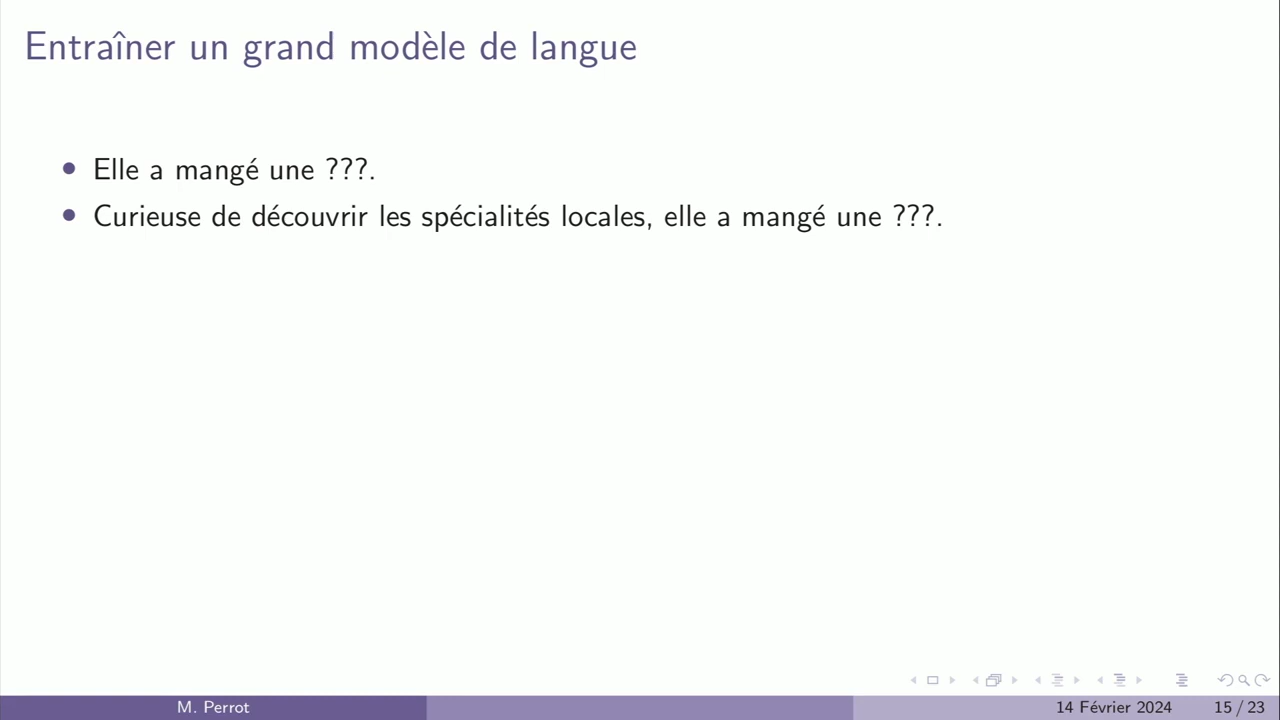 Entraînner un grand modèle de langue
Elle a mangé une ???.
Curieuse de découvrir les spécialités locales, elle a mangé une ???.
M. Perrot
14 Février 2024
15 / 23